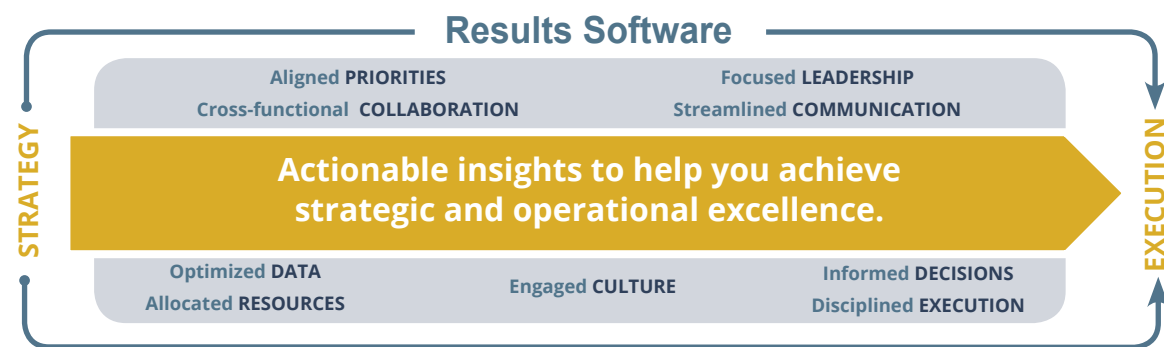 Results Software
Aligned PRIORITIES
Focused LEADERSHIP
Cross-functional COLLABORATION
Streamlined COMMUNICATION
STRATEGY
Actionable insights to help you achieve
strategic and operational excellence.
EXECUTION
Optimized DATA
Allocated RESOURCES
Engaged CULTURE
Informed DECISIONS
Disciplined EXECUTION